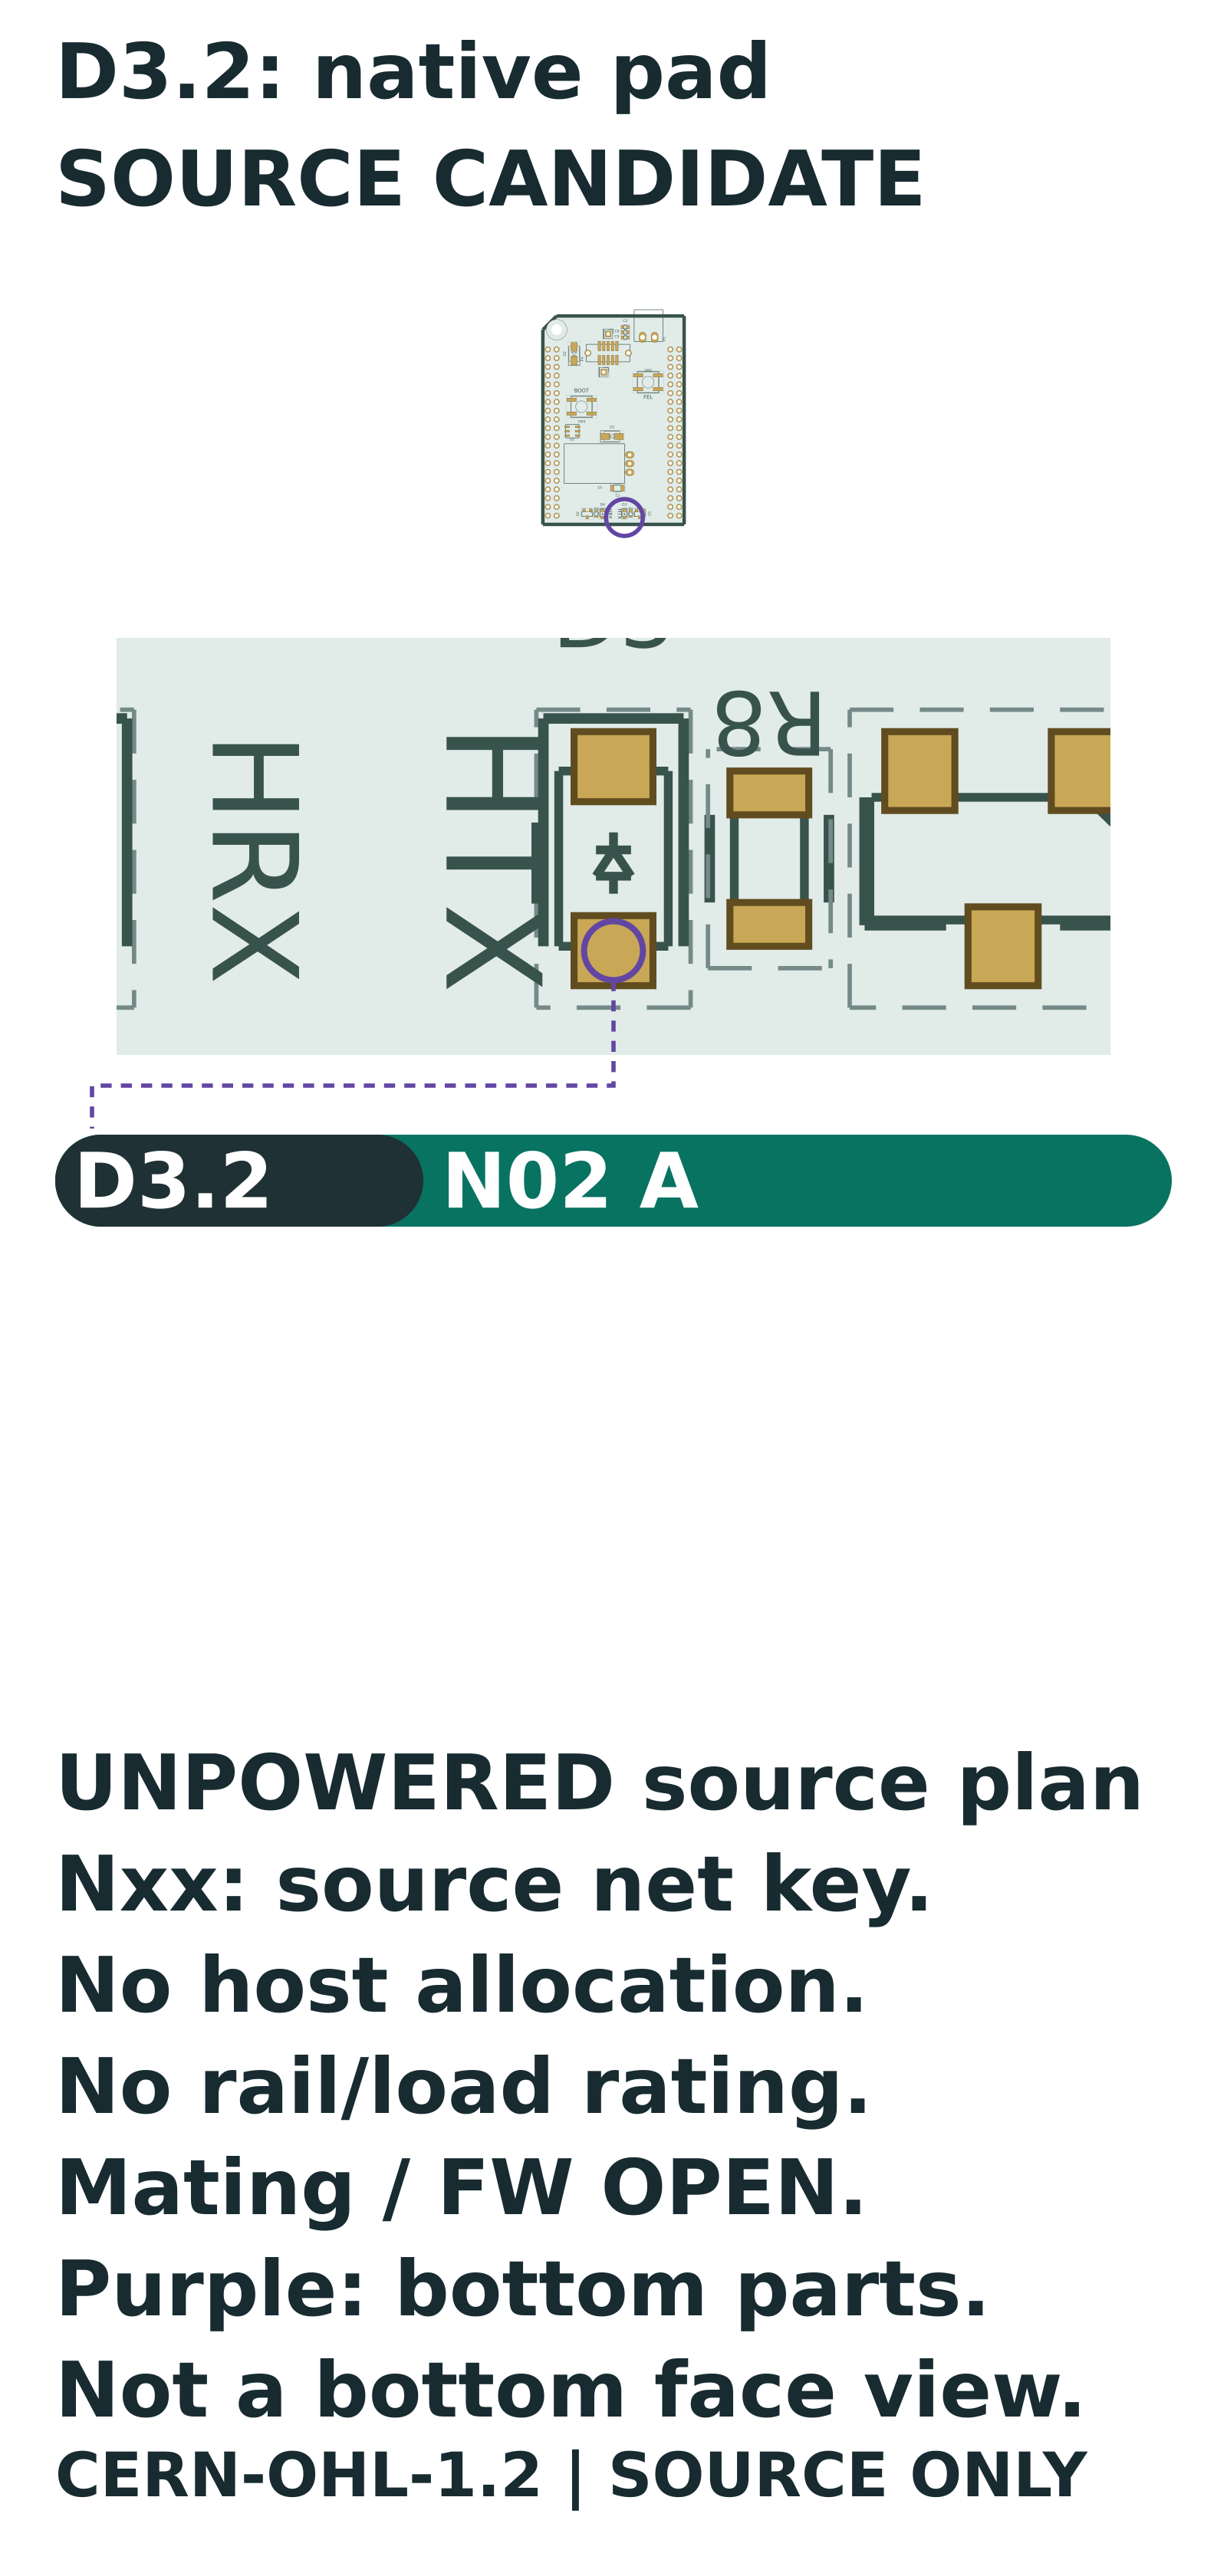 D3.2: native pad
SOURCE CANDIDATE
BOOT
FEL
R8
HRX
HTX
D3.2 N02 A
UNPOWERED source plan
Nxx: source net key.
No host allocation.
No rail/load rating.
Mating / FW OPEN.
Purple: bottom parts.
Not a bottom face view.
CERN-OHL-1.2 | SOURCE ONLY